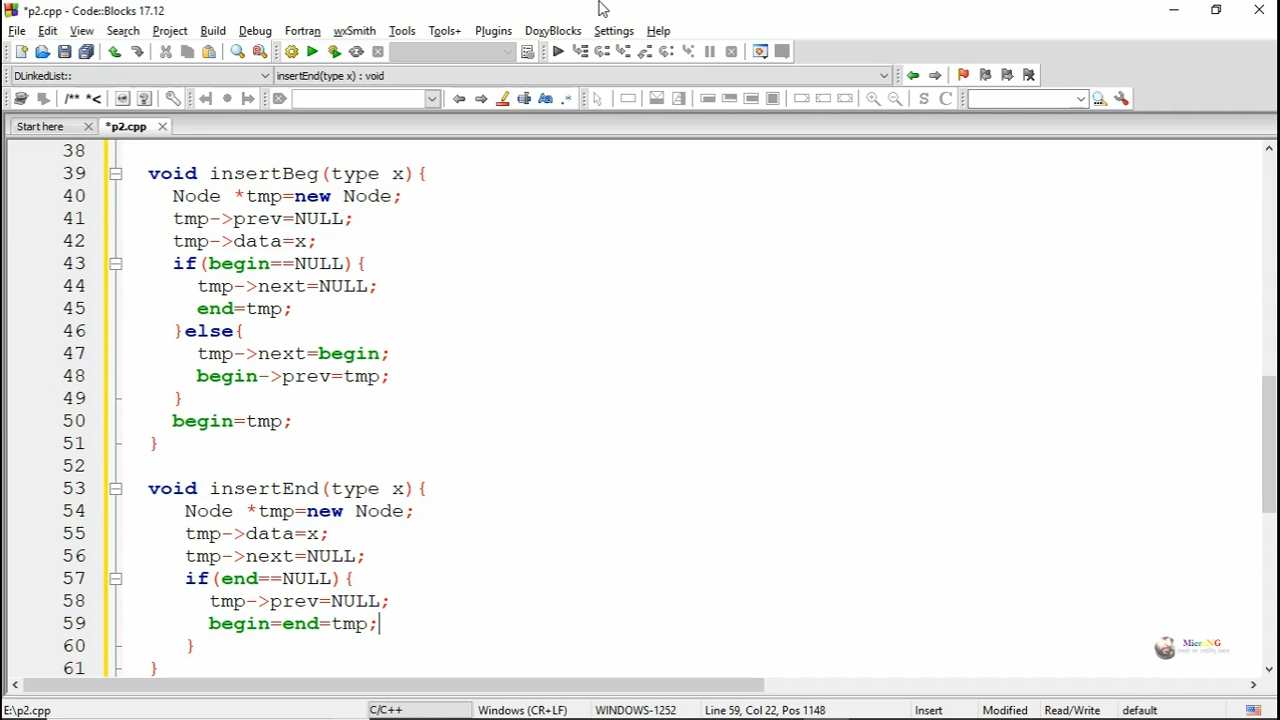 *p2.cpp - Code::Blocks 17.12
File Edit View Search Project Build Debug Fortran wxSmith Tools Tools+ Plugins DoxyBlocks Settings Help
DLinkedList:: insertEnd(type x) : void
/** *<
S C
Start here *p2.cpp
38
39 void insertBeg(type x){
40 Node *tmp=new Node;
41 tmp->prev=NULL;
42 tmp->data=x;
43 if(begin==NULL){
44 tmp->next=NULL;
45 end=tmp;
46 }else{
47 tmp->next=begin;
48 begin->prev=tmp;
49 }
50 begin=tmp;
51 }
52
53 void insertEnd(type x){
54 Node *tmp=new Node;
55 tmp->data=x;
56 tmp->next=NULL;
57 if(end==NULL){
58 tmp->prev=NULL;
59 begin=end=tmp;
60 }
61 }
E:\p2.cpp C/C++ Windows (CR+LF) WINDOWS-1252 Line 59, Col 22, Pos 1148 Insert Modified Read/Write default